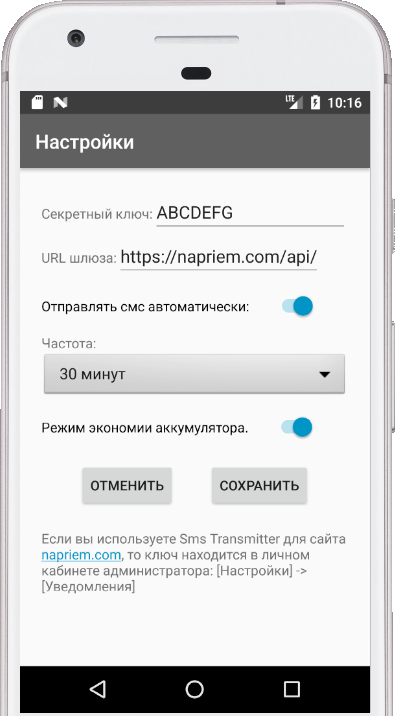 LTE 10:16
Настройки
Секретный ключ: ABCDEFG
URL шлюза: https://napriem.com/api/
Отправлять смс автоматически:
Частота:
30 минут
Режим экономии аккумулятора.
ОТМЕНИТЬ СОХРАНИТЬ
Если вы используете Sms Transmitter для сайта
napriem.com, то ключ находится в личном
кабинете администратора: [Настройки] ->
[Уведомления]